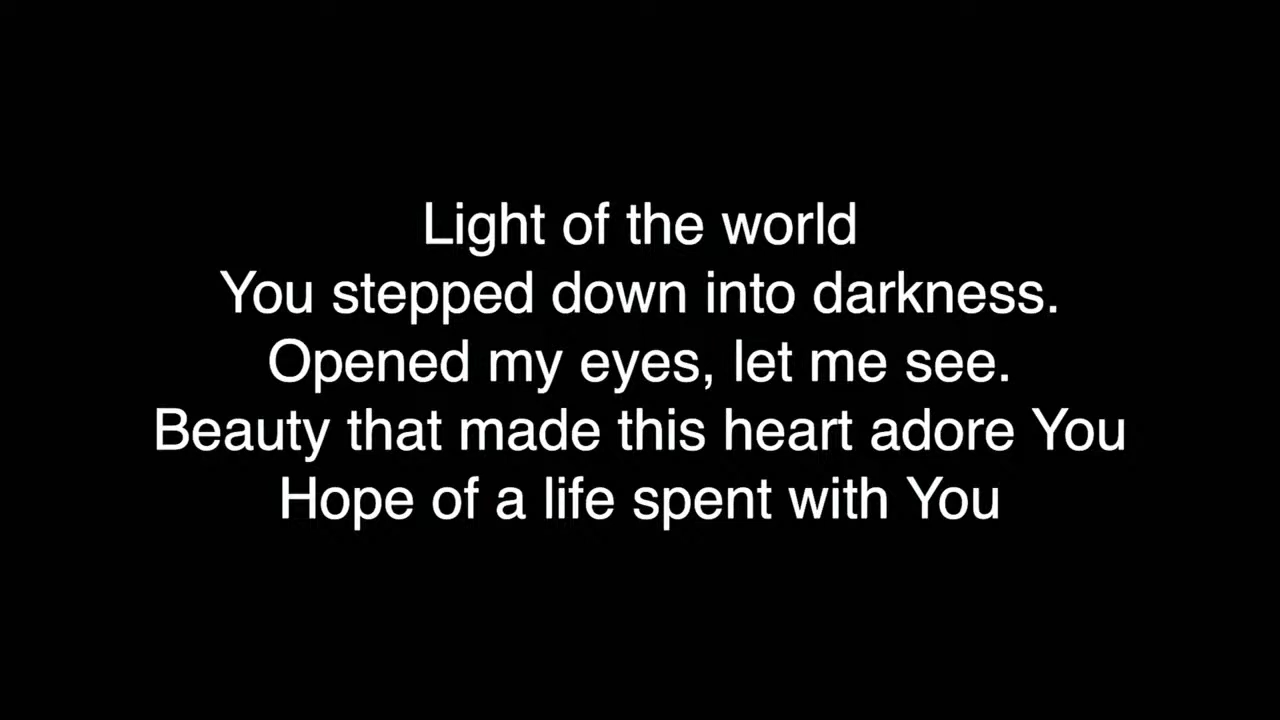 Light of the world
You stepped down into darkness.
Opened my eyes, let me see.
Beauty that made this heart adore You
Hope of a life spent with You